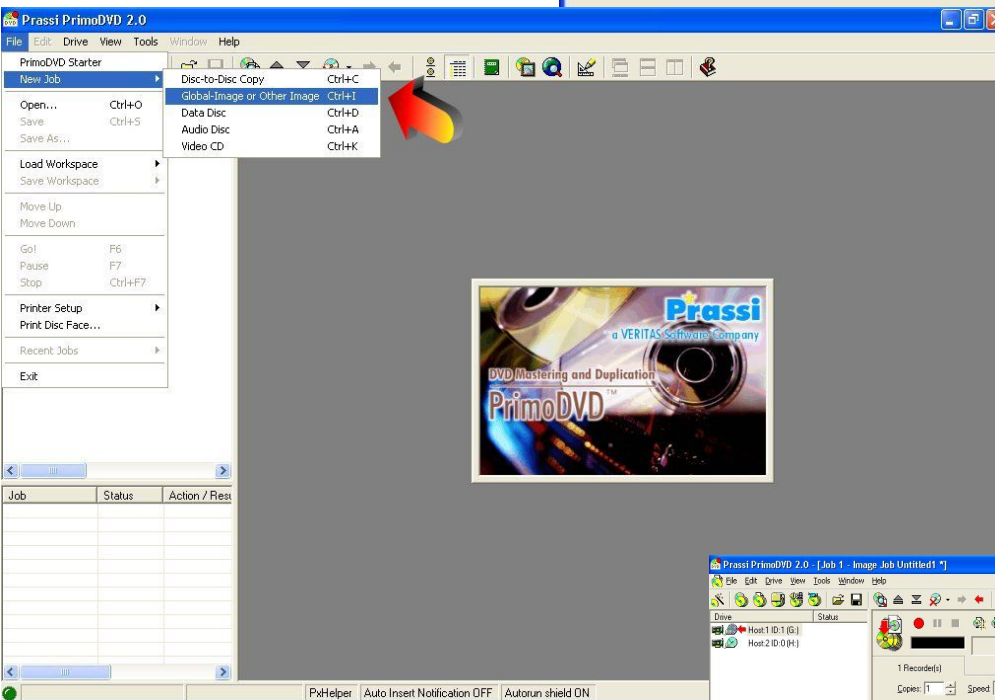 Prassi PrimoDVD 2.0
File Edit Drive View Tools Window Help
PrimoDVD Starter
New Job
Open... Ctrl+O
Save Ctrl+S
Save As...
Load Workspace
Save Workspace
Move Up
Move Down
Go! F6
Pause F7
Stop Ctrl+F7
Printer Setup
Print Disc Face...
Recent Jobs
Exit
Disc-to-Disc Copy Ctrl+C
Global-Image or Other Image Ctrl+I
Data Disc Ctrl+D
Audio Disc Ctrl+A
Video CD Ctrl+K
Prassi
a VERITAS Software Company
DVD Mastering and Duplication
PrimoDVD™
Job Status Action / Resu
Prassi PrimoDVD 2.0 - [Job 1 - Image Job Untitled1 *]
File Edit Drive View Tools Window Help
Drive Status
Host:1 ID:1 (G:)
Host:2 ID:0 (H:)
1 Recorder(s)
Copies: 1 Speed:
PxHelper Auto Insert Notification OFF Autorun shield ON